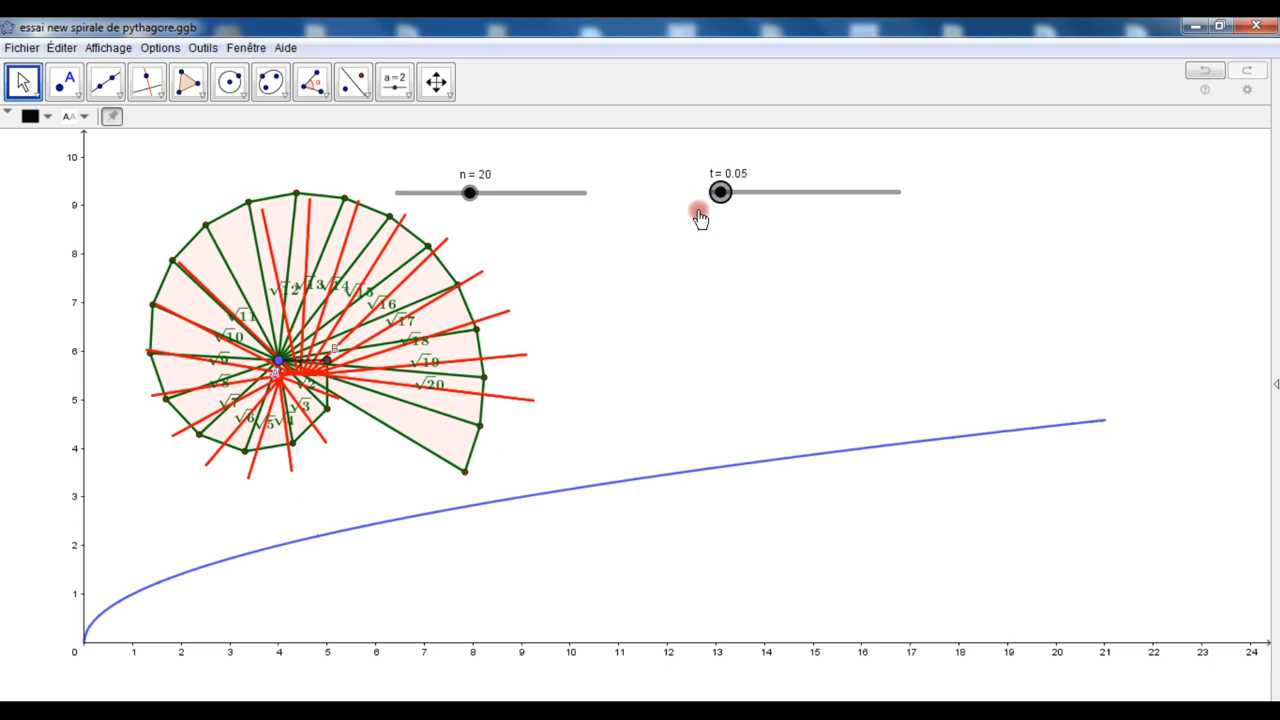 essai new spirale de pythagore.ggb
Fichier Éditer Affichage Options Outils Fenêtre Aide
A a = 2
AA
n = 20 t = 0.05
10
9
8
7
6
5
4
3
2
1
√12 √13 √14 √15
√11 √16
√10 √17
√18
B
√9 √19
√8 √2 √20
√7 √3
√6 √5 √4
0 1 2 3 4 5 6 7 8 9 10 11 12 13 14 15 16 17 18 19 20 21 22 23 24